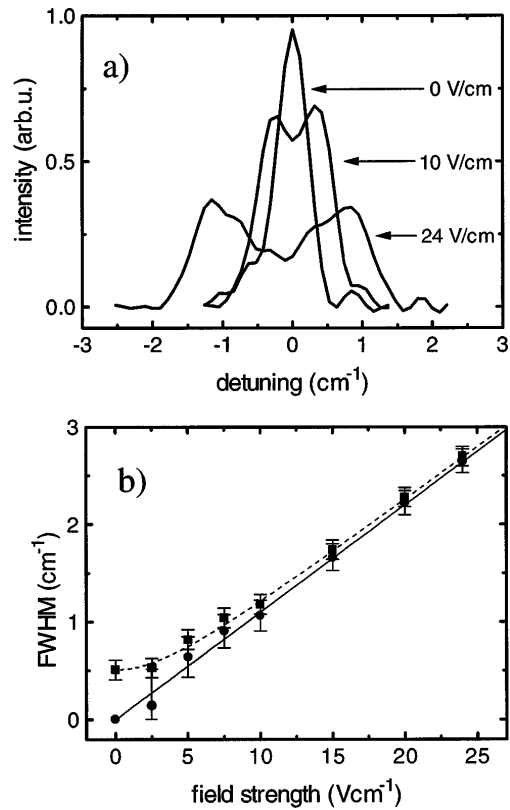 a)
1.0
0.5
0.0
intensity (arb.u.)
0 V/cm
10 V/cm
24 V/cm
-3 -2 -1 0 1 2 3
detuning (cm⁻¹)
b)
3
2
1
0
FWHM (cm⁻¹)
0 5 10 15 20 25
field strength (Vcm⁻¹)